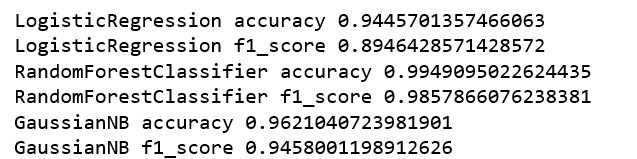 LogisticRegression accuracy 0.9445701357466063
LogisticRegression f1_score 0.8946428571428572
RandomForestClassifier accuracy 0.9949095022624435
RandomForestClassifier f1_score 0.9857866076238381
GaussianNB accuracy 0.9621040723981901
GaussianNB f1_score 0.9458001198912626